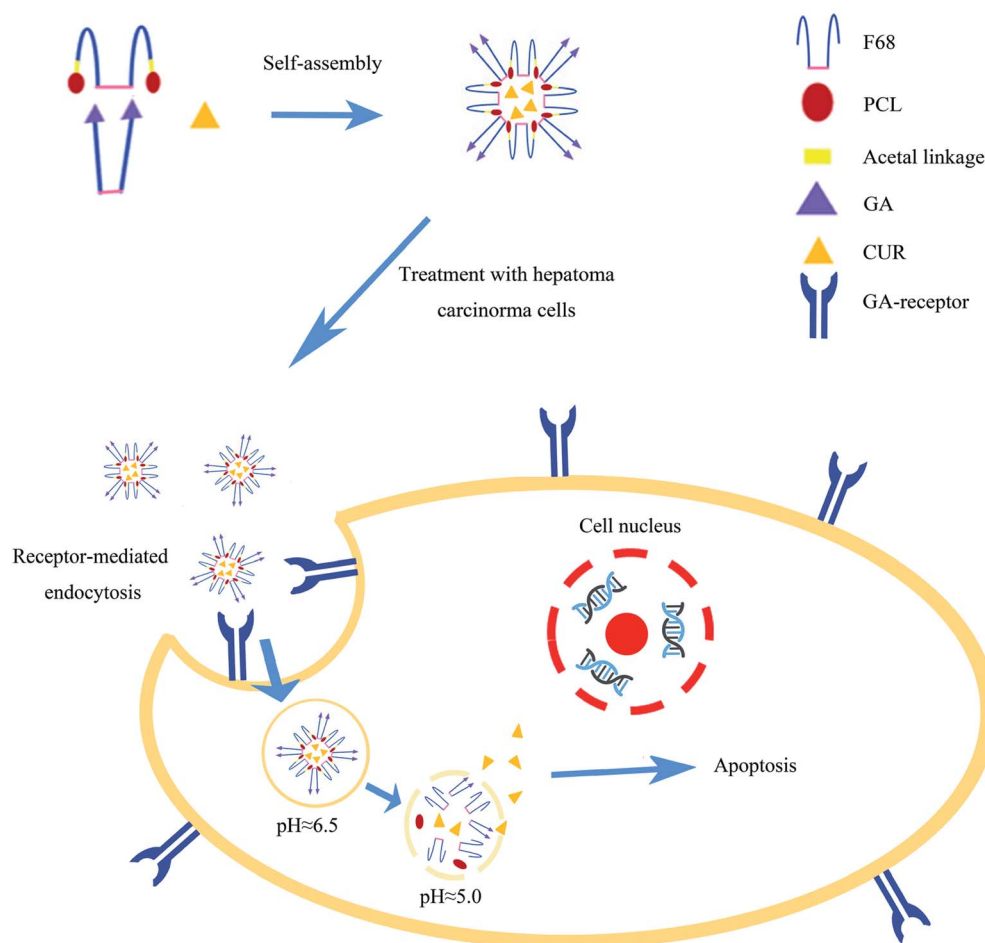 Self-assembly
F68
PCL
Acetal linkage
GA
CUR
GA-receptor
Treatment with hepatoma
carcinorma cells
Receptor-mediated
endocytosis
Cell nucleus
Apoptosis
pH≈6.5
pH≈5.0